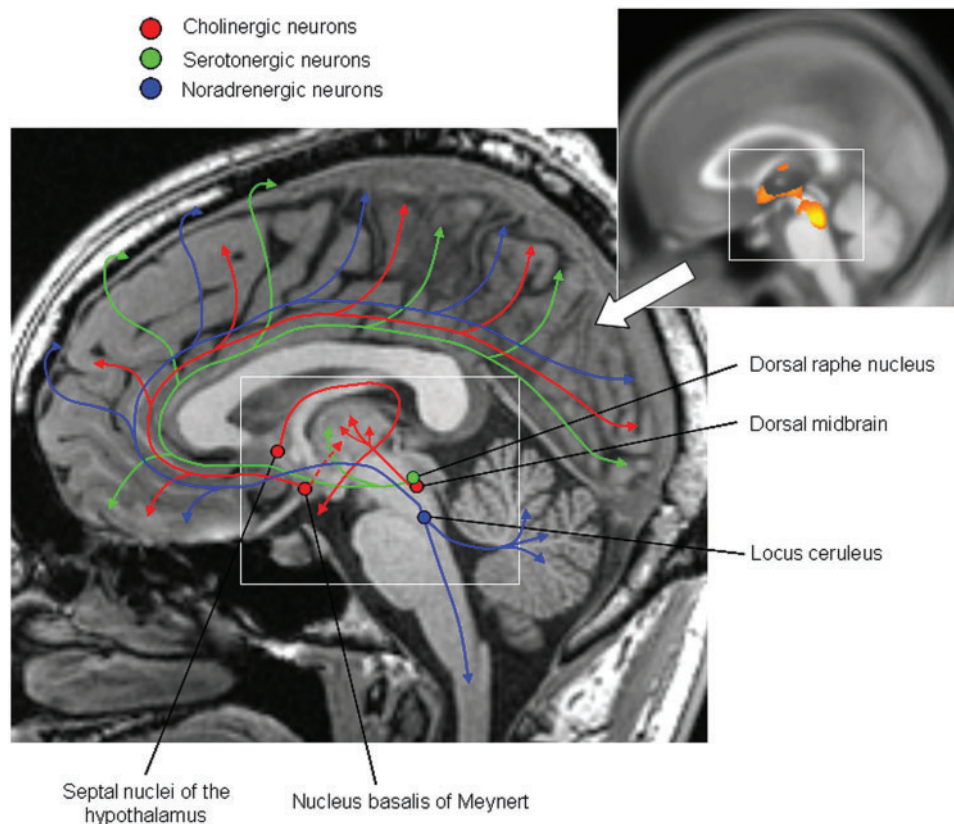 Cholinergic neurons
Serotonergic neurons
Noradrenergic neurons
Dorsal raphe nucleus
Dorsal midbrain
Locus ceruleus
Septal nuclei of the
hypothalamus
Nucleus basalis of Meynert